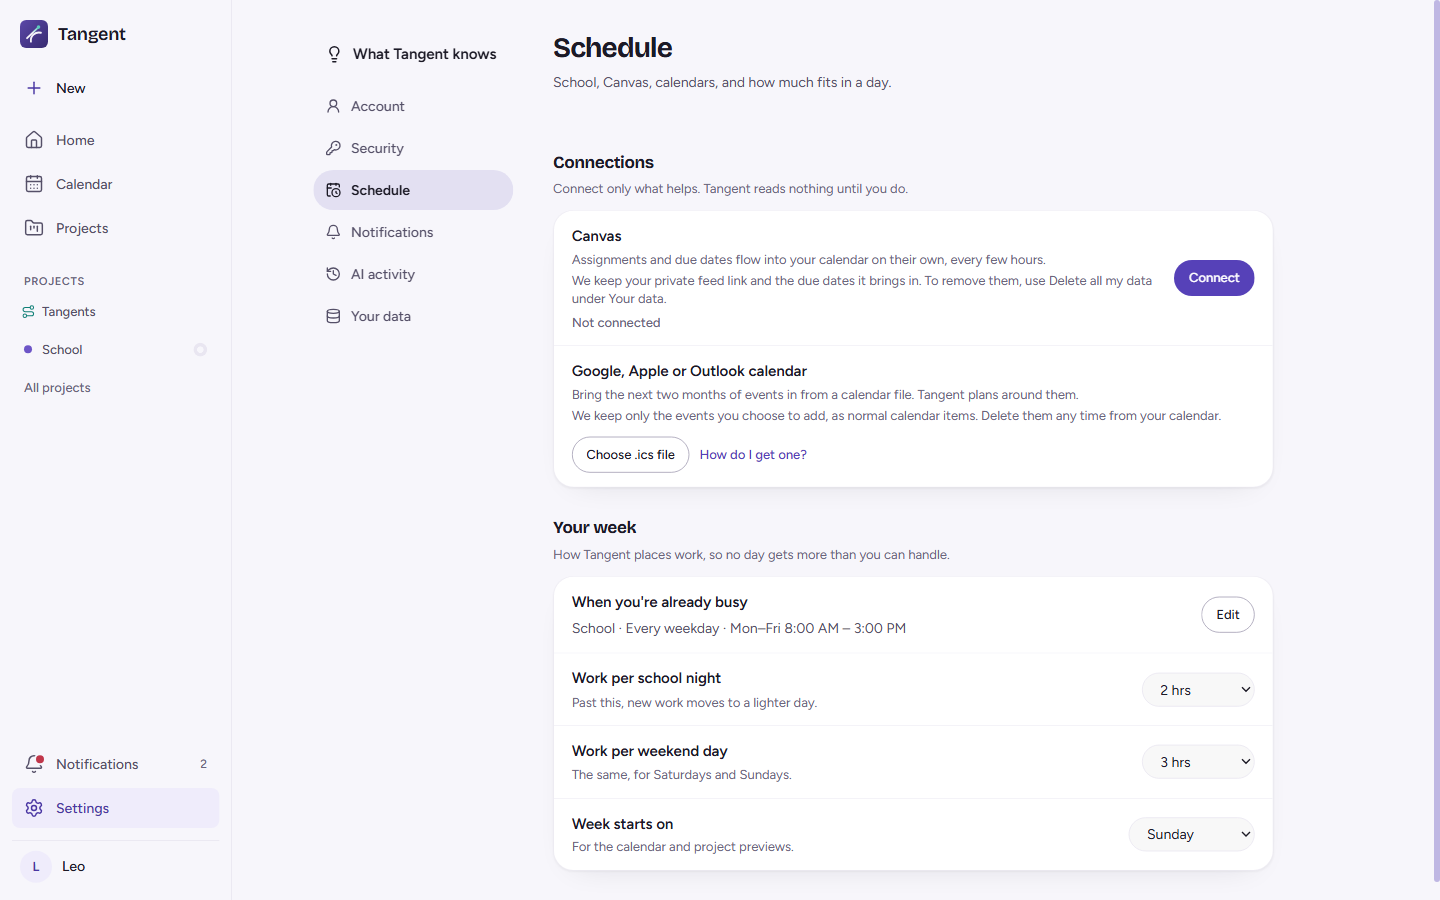 Tangent
New
Home
Calendar
Projects
PROJECTS
Tangents
School
All projects
Notifications 2
Settings
L Leo
What Tangent knows
Account
Security
Schedule
Notifications
AI activity
Your data
Schedule
School, Canvas, calendars, and how much fits in a day.
Connections
Connect only what helps. Tangent reads nothing until you do.
Canvas
Assignments and due dates flow into your calendar on their own, every few hours.
We keep your private feed link and the due dates it brings in. To remove them, use Delete all my data
under Your data.
Not connected
Connect
Google, Apple or Outlook calendar
Bring the next two months of events in from a calendar file. Tangent plans around them.
We keep only the events you choose to add, as normal calendar items. Delete them any time from your calendar.
Choose .ics file How do I get one?
Your week
How Tangent places work, so no day gets more than you can handle.
When you're already busy
School · Every weekday · Mon–Fri 8:00 AM – 3:00 PM
Edit
Work per school night
Past this, new work moves to a lighter day.
2 hrs
Work per weekend day
The same, for Saturdays and Sundays.
3 hrs
Week starts on
For the calendar and project previews.
Sunday